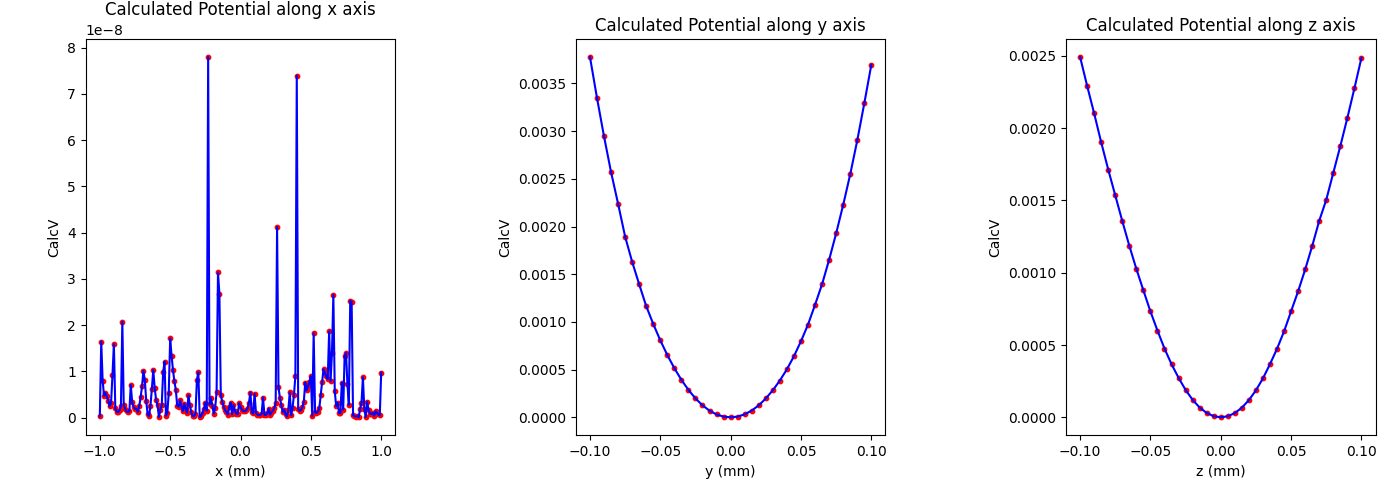 Calculated Potential along x axis
1e−8
8
7
6
5
4
3
2
1
0
CalcV
−1.0 −0.5 0.0 0.5 1.0
x (mm)
Calculated Potential along y axis
0.0035
0.0030
0.0025
0.0020
0.0015
0.0010
0.0005
0.0000
CalcV
−0.10 −0.05 0.00 0.05 0.10
y (mm)
Calculated Potential along z axis
0.0025
0.0020
0.0015
0.0010
0.0005
0.0000
CalcV
−0.10 −0.05 0.00 0.05 0.10
z (mm)